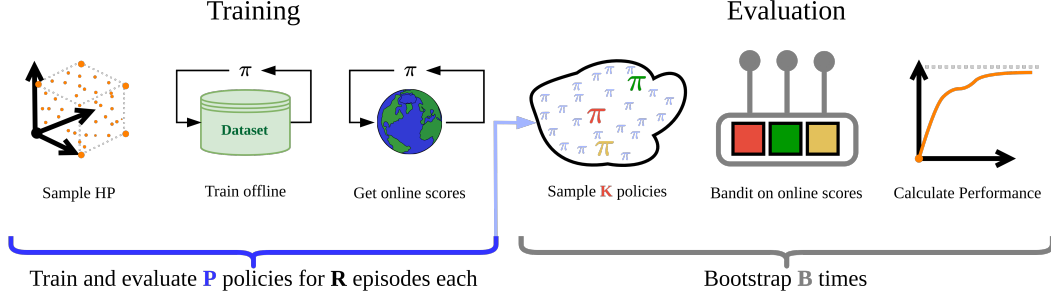 Training
Evaluation
π
π
Dataset
π π π π π π π π π π π π π π π π π π π π π π π π
Sample HP
Train offline
Get online scores
Sample K policies
Bandit on online scores
Calculate Performance
Train and evaluate P policies for R episodes each
Bootstrap B times